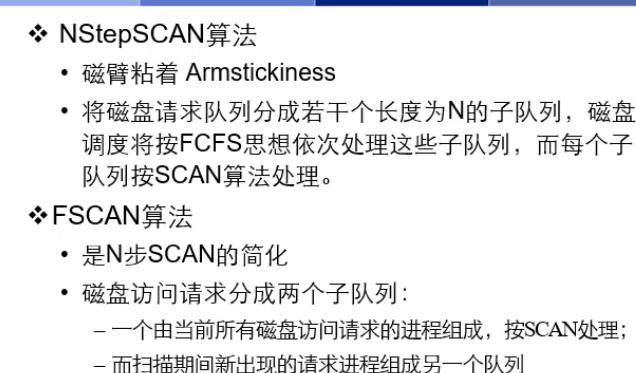 ❖ NStepSCAN算法
• 磁臂粘着 Armstickiness
• 将磁盘请求队列分成若干个长度为N的子队列，磁盘
调度将按FCFS思想依次处理这些子队列，而每个子
队列按SCAN算法处理。
❖FSCAN算法
• 是N步SCAN的简化
• 磁盘访问请求分成两个子队列：
– 一个由当前所有磁盘访问请求的进程组成，按SCAN处理；
– 而扫描期间新出现的请求进程组成另一个队列